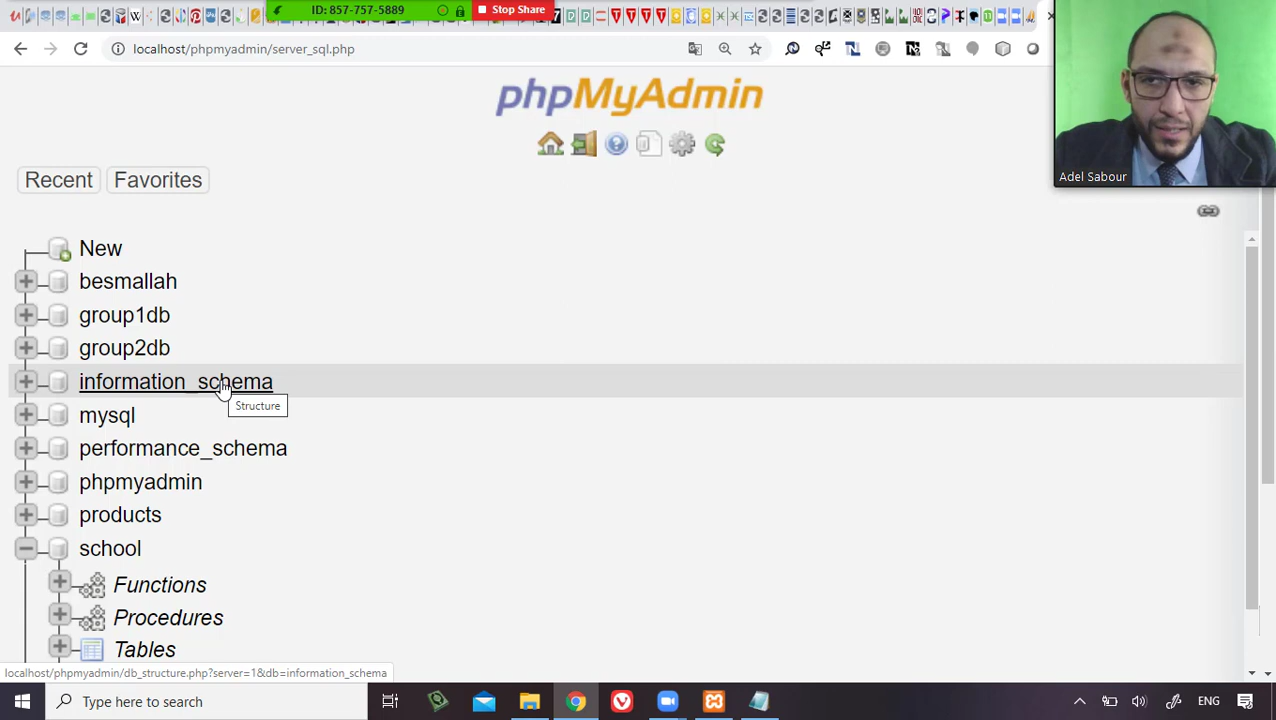 ID: 857-757-5889
Stop Share
localhost/phpmyadmin/server_sql.php
phpMyAdmin
Adel Sabour
Recent
Favorites
New
besmallah
group1db
group2db
information_schema
Structure
mysql
performance_schema
phpmyadmin
products
school
Functions
Procedures
Tables
localhost/phpmyadmin/db_structure.php?server=1&db=information_schema
Type here to search
ENG